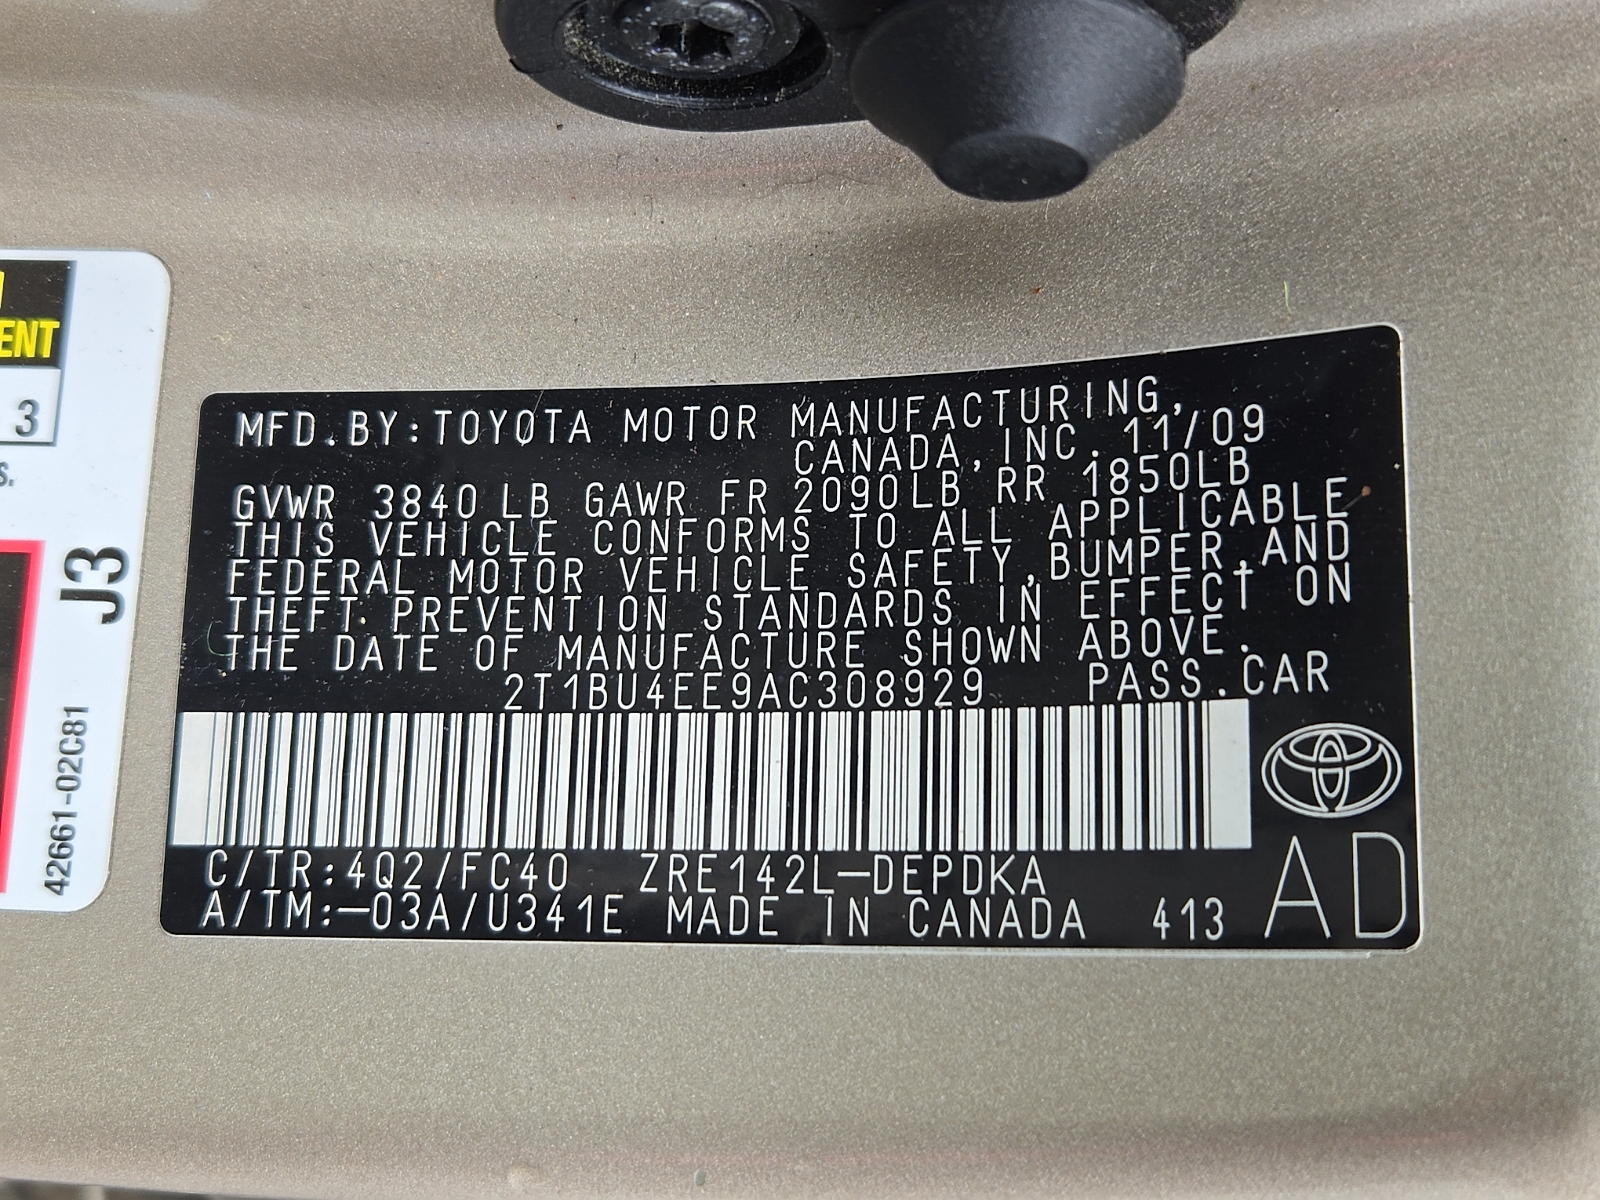 ENT
3
S.
J3
42661-02C81
MFD.BY:TOYOTA MOTOR MANUFACTURING,
CANADA,INC. 11/09
GVWR 3840LB GAWR FR 2090LB RR 1850LB
THIS VEHICLE CONFORMS TO ALL APPLICABLE
FEDERAL MOTOR VEHICLE SAFETY,BUMPER,AND
THEFT PREVENTION STANDARDS IN EFFECT ON
THE DATE OF MANUFACTURE SHOWN ABOVE.
2T1BU4EE9AC308929 PASS.CAR
C/TR:4Q2/FC40 ZRE142L-DEPDKA
A/TM:-03A/U341E MADE IN CANADA 413
AD